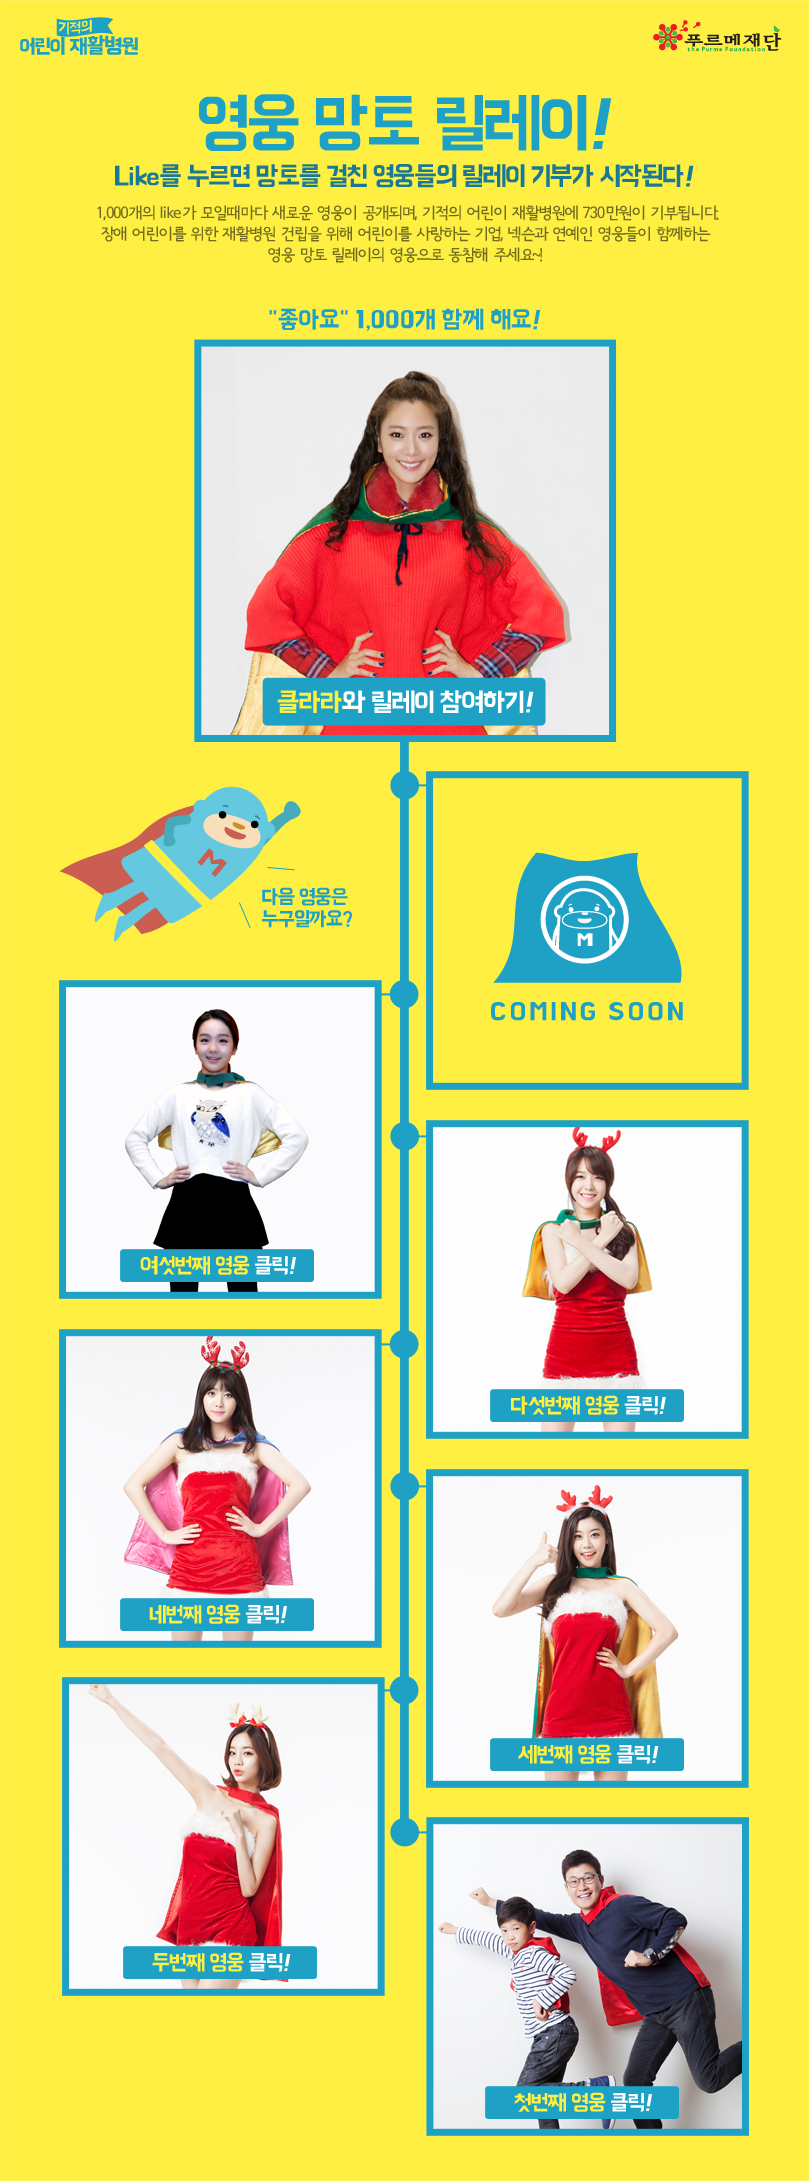 기적의
어린이 재활병원
푸르메재단
the Purme Foundation
영웅 망토 릴레이!
Like를 누르면 망토를 걸친 영웅들의 릴레이 기부가 시작된다!
1,000개의 like가 모일때마다 새로운 영웅이 공개되며, 기적의 어린이 재활병원에 730만원이 기부됩니다.
장애 어린이를 위한 재활병원 건립을 위해 어린이를 사랑하는 기업, 넥슨과 연예인 영웅들이 함께하는
영웅 망토 릴레이의 영웅으로 동참해 주세요~!
"좋아요" 1,000개 함께 해요!
클라라와 릴레이 참여하기!
M
다음 영웅은
누구일까요?
M
COMING SOON
여섯번째 영웅 클릭!
다섯번째 영웅 클릭!
네번째 영웅 클릭!
세번째 영웅 클릭!
두번째 영웅 클릭!
첫번째 영웅 클릭!